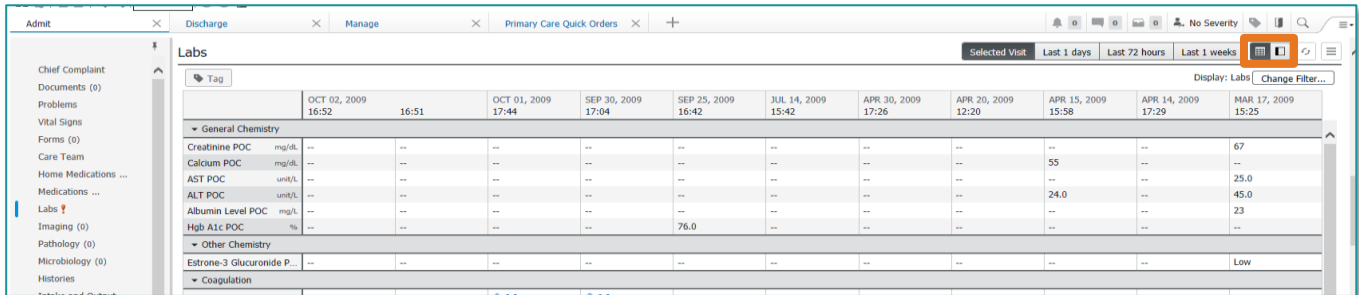 Admit Discharge Manage Primary Care Quick Orders 0 0 0 No Severity
Labs Selected Visit Last 1 days Last 72 hours Last 1 weeks
Tag Display: Labs Change Filter...
Chief Complaint
Documents (0)
Problems
Vital Signs
Forms (0)
Care Team
Home Medications ...
Medications ...
Labs
Imaging (0)
Pathology (0)
Microbiology (0)
Histories
OCT 02, 2009 OCT 01, 2009 SEP 30, 2009 SEP 25, 2009 JUL 14, 2009 APR 30, 2009 APR 20, 2009 APR 15, 2009 APR 14, 2009 MAR 17, 2009
16:52 16:51 17:44 17:04 16:42 15:42 17:26 12:20 15:58 17:29 15:25
General Chemistry
Creatinine POC mg/dL -- -- -- -- -- -- -- -- -- -- 67
Calcium POC mg/dL -- -- -- -- -- -- -- -- 55 -- --
AST POC unit/L -- -- -- -- -- -- -- -- -- -- 25.0
ALT POC unit/L -- -- -- -- -- -- -- -- 24.0 -- 45.0
Albumin Level POC mg/L -- -- -- -- -- -- -- -- -- -- 23
Hgb A1c POC % -- -- -- -- 76.0 -- -- -- -- -- --
Other Chemistry
Estrone-3 Glucuronide P... -- -- -- -- -- -- -- -- -- -- Low
Coagulation